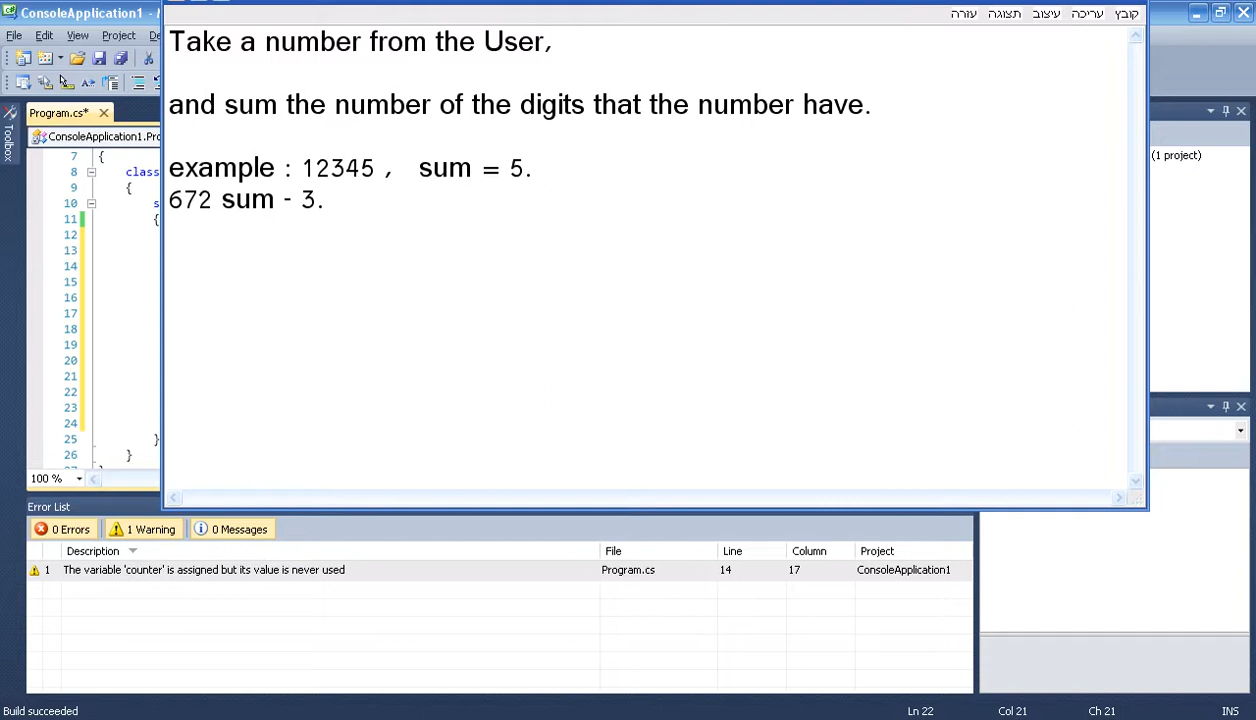 ConsoleApplication1 - M
קובץ עריכה עיצוב תצוגה עזרה
File Edit View Project De
Take a number from the User,
and sum the number of the digits that the number have.
example : 12345 , sum = 5.
672 sum - 3.
Toolbox
Program.cs*
ConsoleApplication1.Pro
(1 project)
7 {
8 clas
9 {
10 s
11 {
12
13
14
15
16
17
18
19
20
21
22
23
24
25 }
26 }
100 %
Error List
0 Errors 1 Warning 0 Messages
Description File Line Column Project
1 The variable 'counter' is assigned but its value is never used Program.cs 14 17 ConsoleApplication1
Build succeeded Ln 22 Col 21 Ch 21 INS